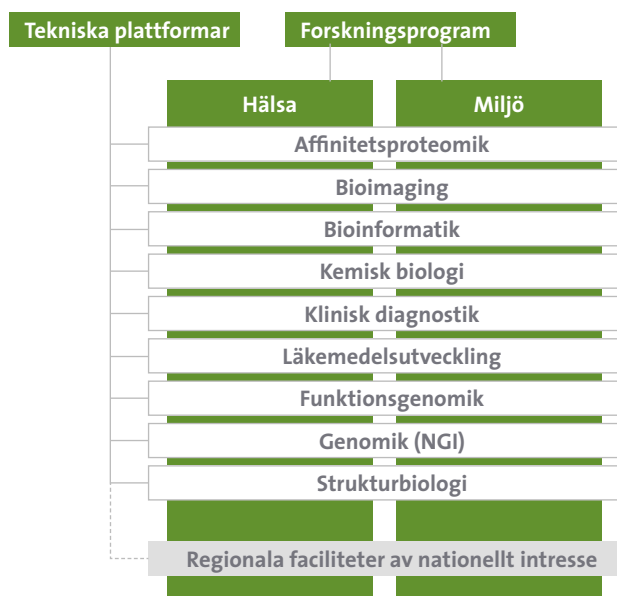 Tekniska plattformar
Forskningsprogram
Hälsa
Miljö
Affinitetsproteomik
Bioimaging
Bioinformatik
Kemisk biologi
Klinisk diagnostik
Läkemedelsutveckling
Funktionsgenomik
Genomik (NGI)
Strukturbiologi
Regionala faciliteter av nationellt intresse